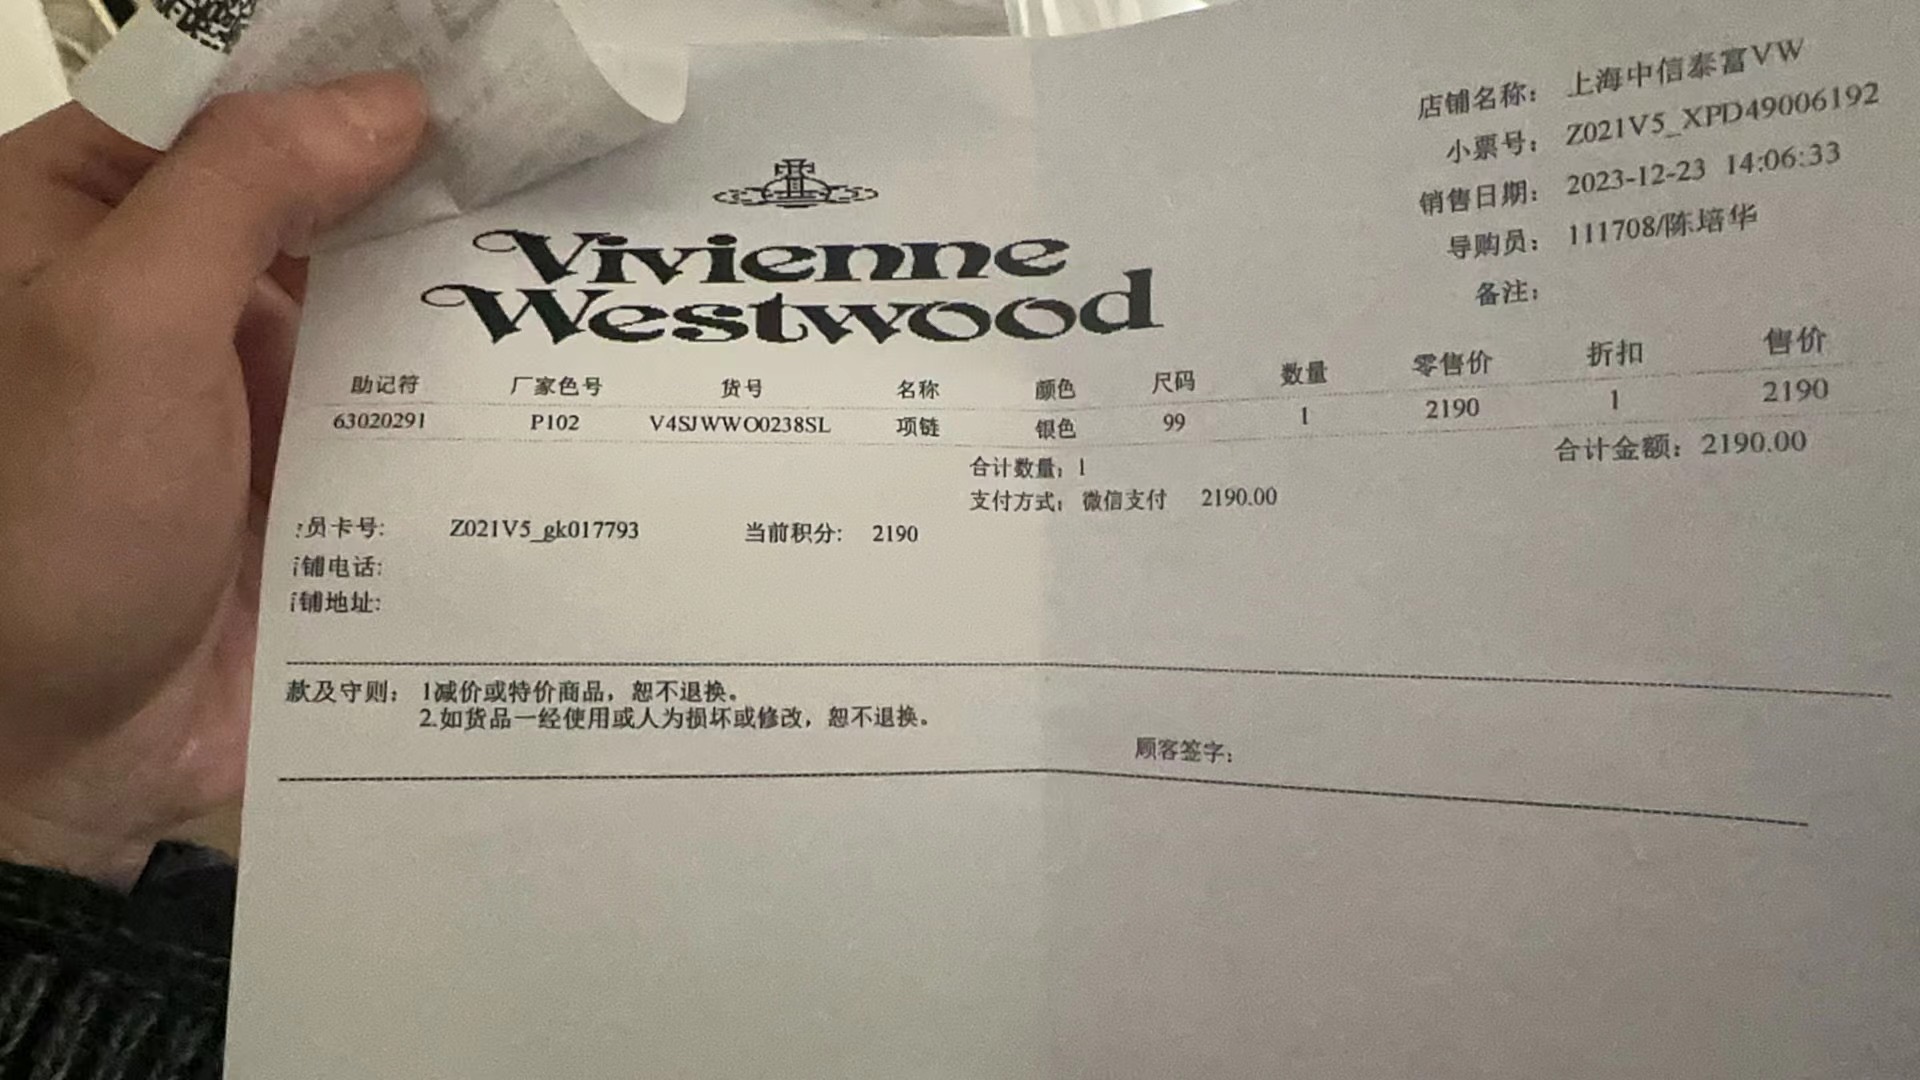 店铺名称： 上海中信泰富VW
小票号： Z021V5_XPD49006192
销售日期： 2023-12-23 14:06:33
导购员： 111708/陈培华
备注：
Vivienne
Westwood
助记符 厂家色号 货号 名称 颜色 尺码 数量 零售价 折扣 售价
63020291 P102 V4SJWWO0238SL 项链 银色 99 1 2190 1 2190
合计数量：1 合计金额：2190.00
支付方式： 微信支付 2190.00
员卡号: Z021V5_gk017793 当前积分: 2190
铺电话:
铺地址:
款及守则： 1减价或特价商品，恕不退换。
2.如货品一经使用或人为损坏或修改，恕不退换。
顾客签字: